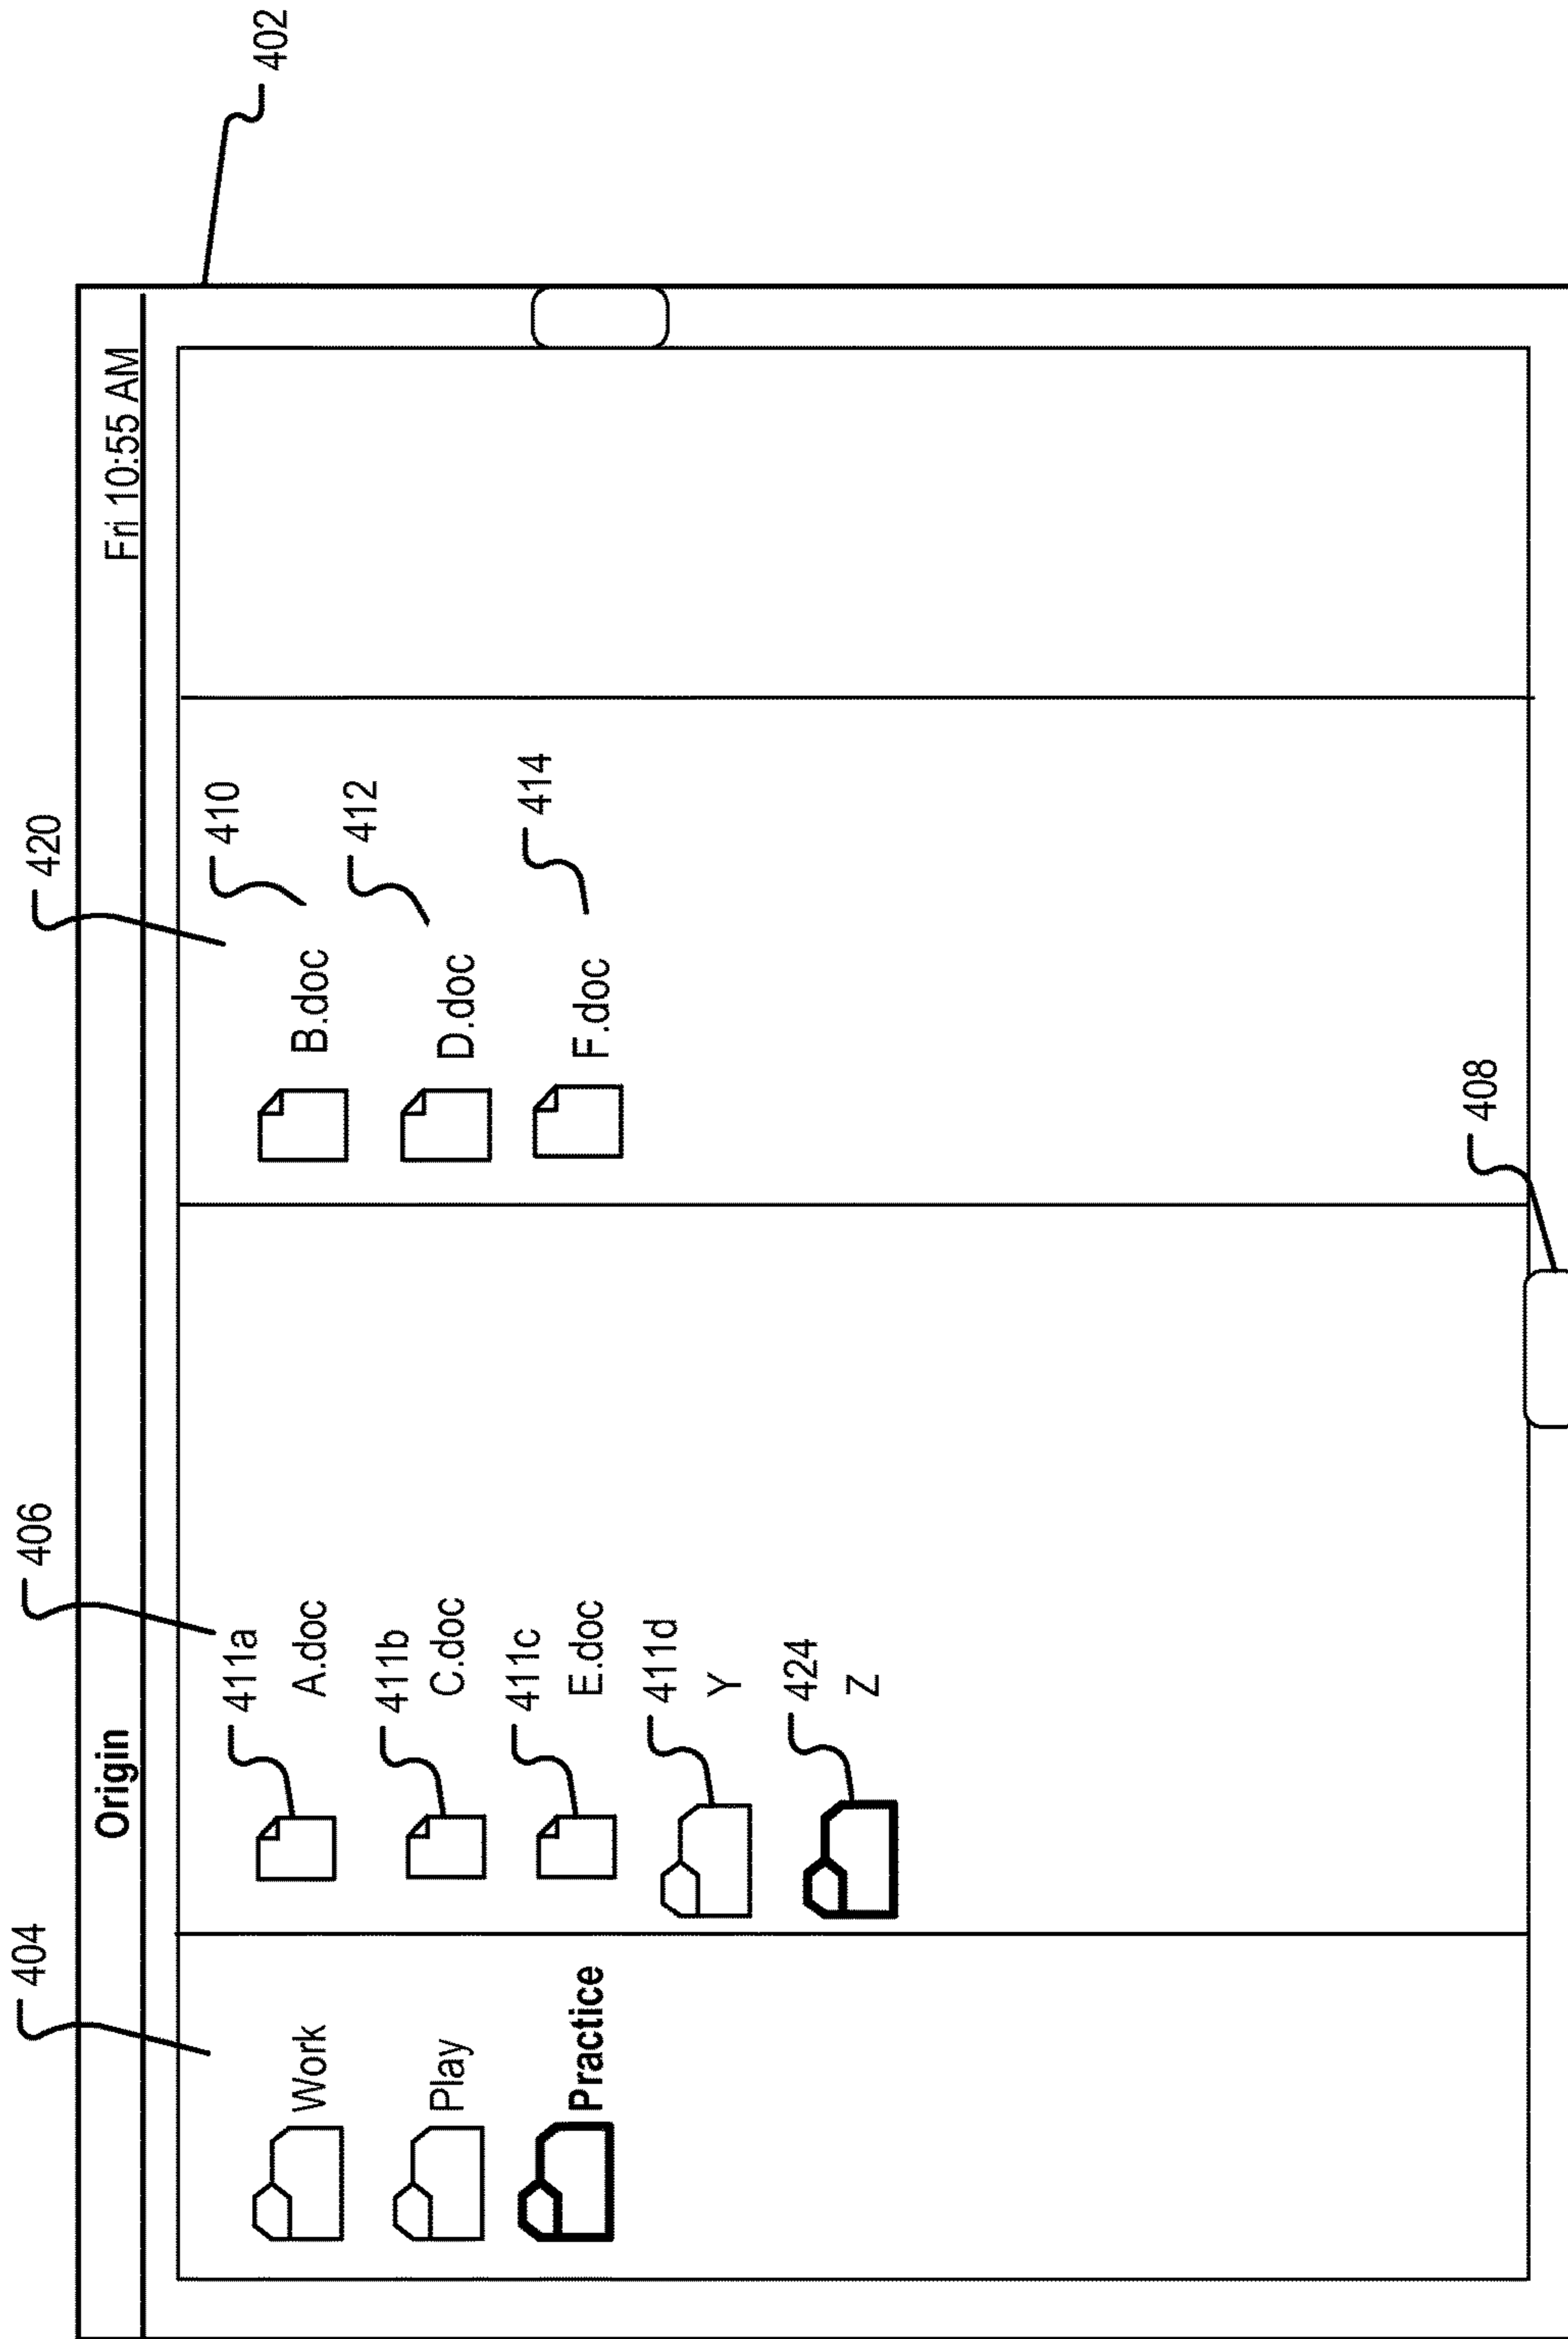 420
406
404
402
Origin
Fri 10:55 AM
Work
Play
Practice
411a
A.doc
411b
C.doc
411c
E.doc
411d
Y
424
Z
410
B.doc
412
D.doc
414
F.doc
408